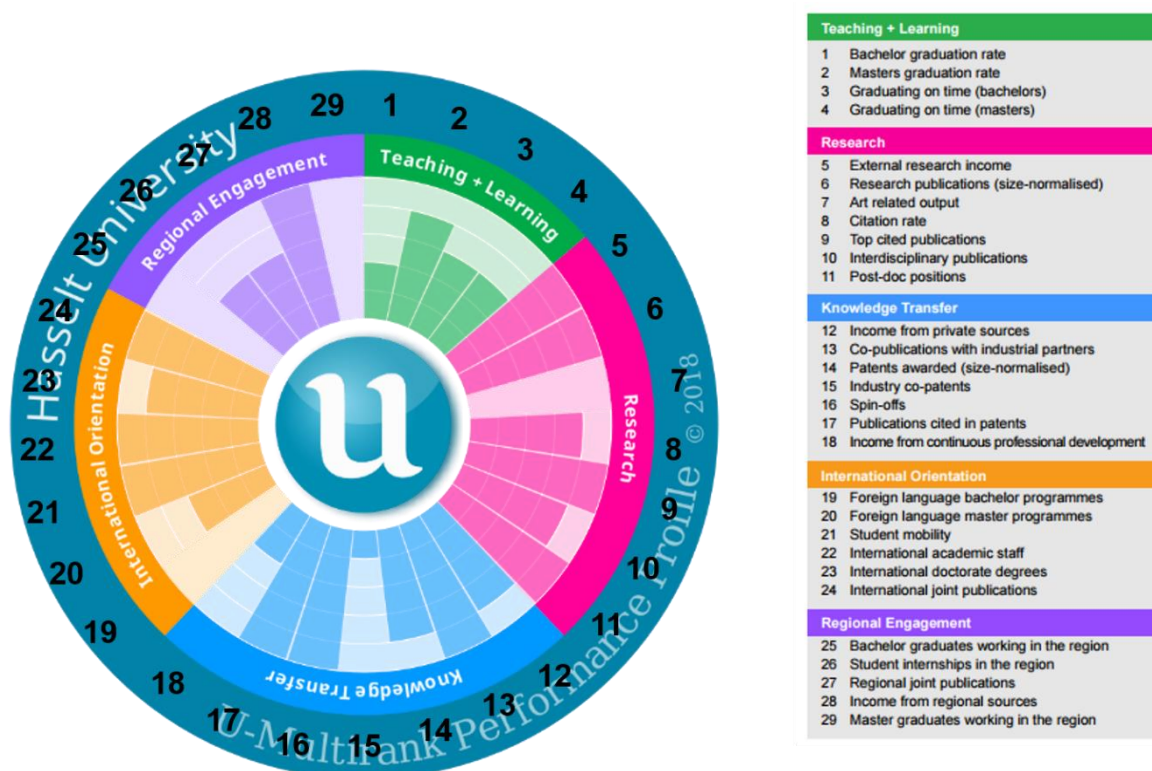 Hasselt University
U-Multirank Performance Profile © 2018
Teaching + Learning
Research
Knowledge Transfer
International Orientation
Regional Engagement
u
1
2
3
4
5
6
7
8
9
10
11
12
13
14
15
16
17
18
19
20
21
22
23
24
25
26
27
28
29
Teaching + Learning
1 Bachelor graduation rate
2 Masters graduation rate
3 Graduating on time (bachelors)
4 Graduating on time (masters)
Research
5 External research income
6 Research publications (size-normalised)
7 Art related output
8 Citation rate
9 Top cited publications
10 Interdisciplinary publications
11 Post-doc positions
Knowledge Transfer
12 Income from private sources
13 Co-publications with industrial partners
14 Patents awarded (size-normalised)
15 Industry co-patents
16 Spin-offs
17 Publications cited in patents
18 Income from continuous professional development
International Orientation
19 Foreign language bachelor programmes
20 Foreign language master programmes
21 Student mobility
22 International academic staff
23 International doctorate degrees
24 International joint publications
Regional Engagement
25 Bachelor graduates working in the region
26 Student internships in the region
27 Regional joint publications
28 Income from regional sources
29 Master graduates working in the region